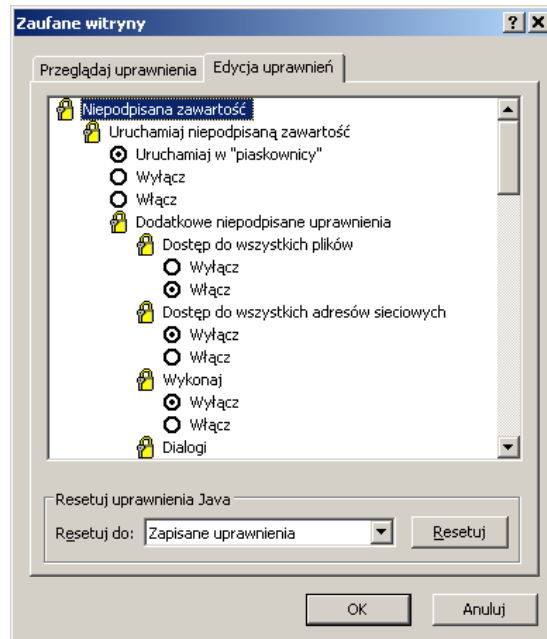 Zaufane witryny
Przeglądaj uprawnienia
Edycja uprawnień
Niepodpisana zawartość
Uruchamiaj niepodpisaną zawartość
Uruchamiaj w "piaskownicy"
Wyłącz
Włącz
Dodatkowe niepodpisane uprawnienia
Dostęp do wszystkich plików
Wyłącz
Włącz
Dostęp do wszystkich adresów sieciowych
Wyłącz
Włącz
Wykonaj
Wyłącz
Włącz
Dialogi
Resetuj uprawnienia Java
Resetuj do: Zapisane uprawnienia Resetuj
OK Anuluj